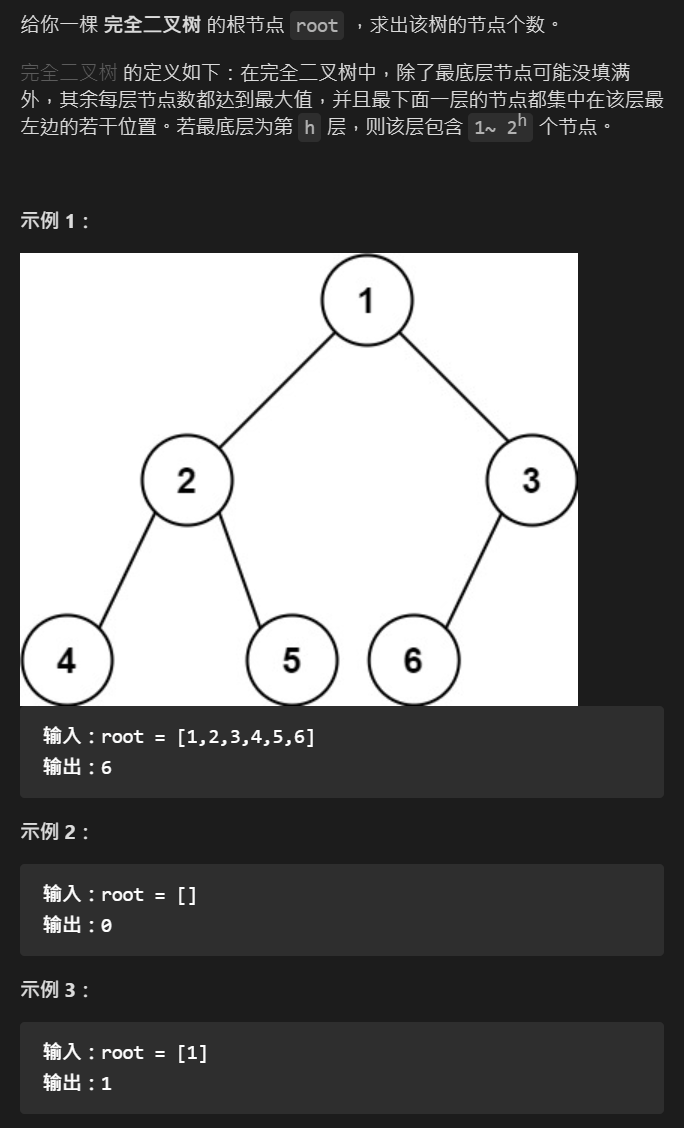 给你一棵 完全二叉树 的根节点 root ，求出该树的节点个数。
完全二叉树 的定义如下：在完全二叉树中，除了最底层节点可能没填满
外，其余每层节点数都达到最大值，并且最下面一层的节点都集中在该层最
左边的若干位置。若最底层为第 h 层，则该层包含 1~ 2^h 个节点。
示例 1：
1
2
3
4
5
6
输入：root = [1,2,3,4,5,6]
输出：6
示例 2：
输入：root = []
输出：0
示例 3：
输入：root = [1]
输出：1